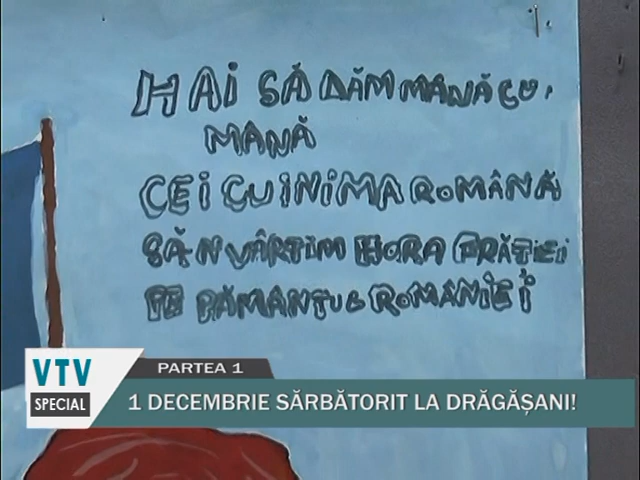 HAI SĂ DĂM MÂNĂ CU
MÂNĂ
CEI CU INIMA ROMÂNĂ
SĂ NVÂRTIM HORA FRĂȚIEI
PE PĂMÂNTUL ROMÂNIEI
VTV
SPECIAL
PARTEA 1
1 DECEMBRIE SĂRBĂTORIT LA DRĂGĂȘANI!